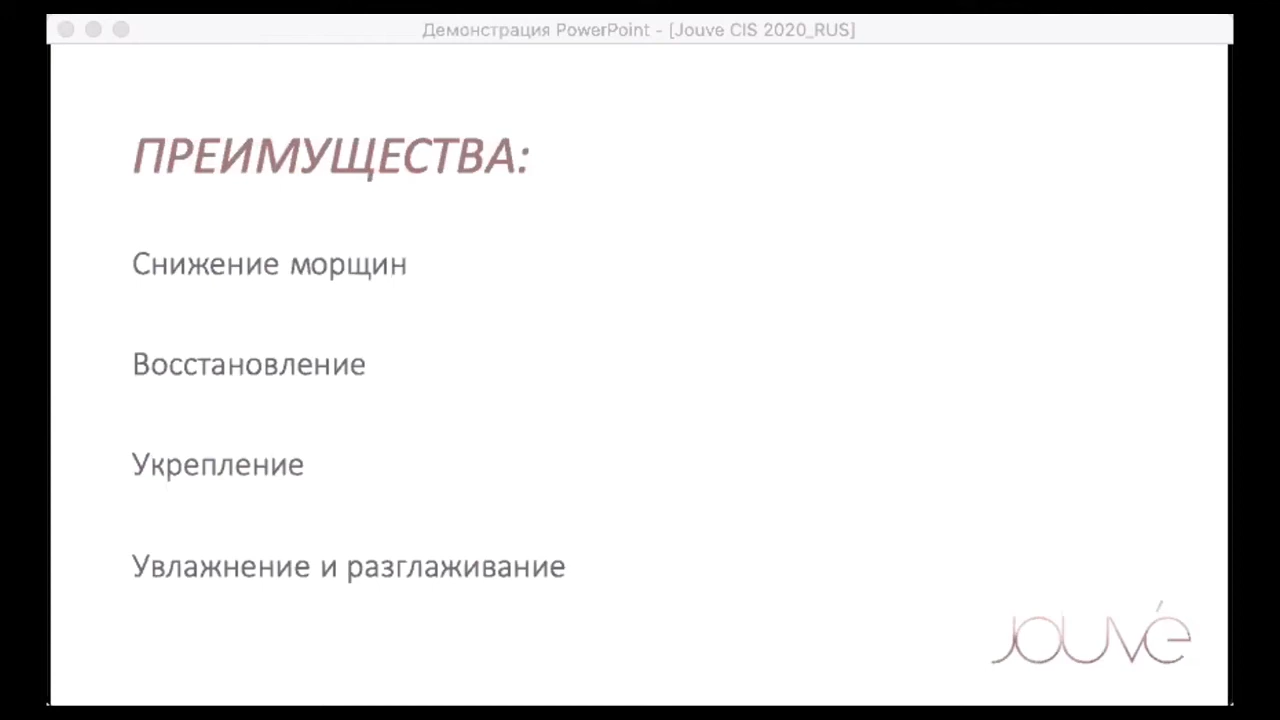 Демонстрация PowerPoint - [Jouve CIS 2020_RUS]
ПРЕИМУЩЕСТВА:
Снижение морщин
Восстановление
Укрепление
Увлажнение и разглаживание
JOUVÉ